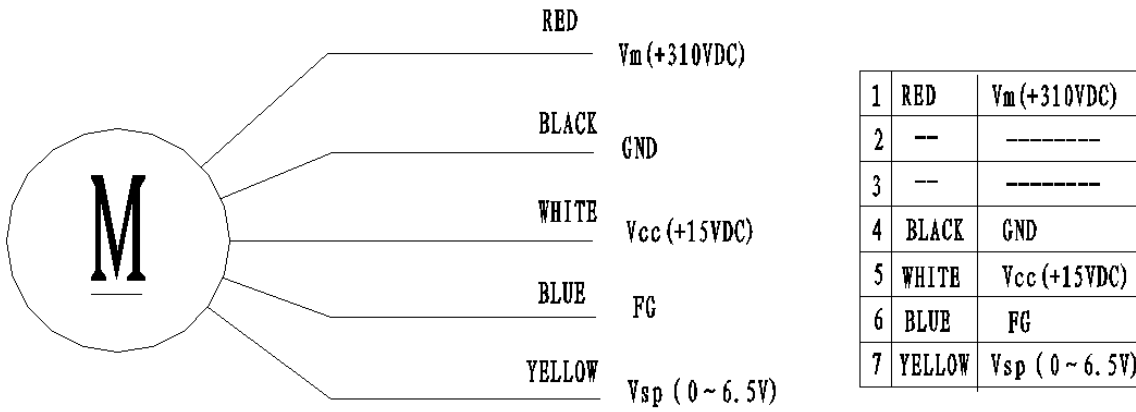 RED
Vm(+310VDC)
BLACK
GND
WHITE
Vcc(+15VDC)
BLUE
FG
YELLOW
Vsp (0~6.5V)
M
1 RED Vm(+310VDC)
2 -- --------
3 -- --------
4 BLACK GND
5 WHITE Vcc(+15VDC)
6 BLUE FG
7 YELLOW Vsp (0~6.5V)